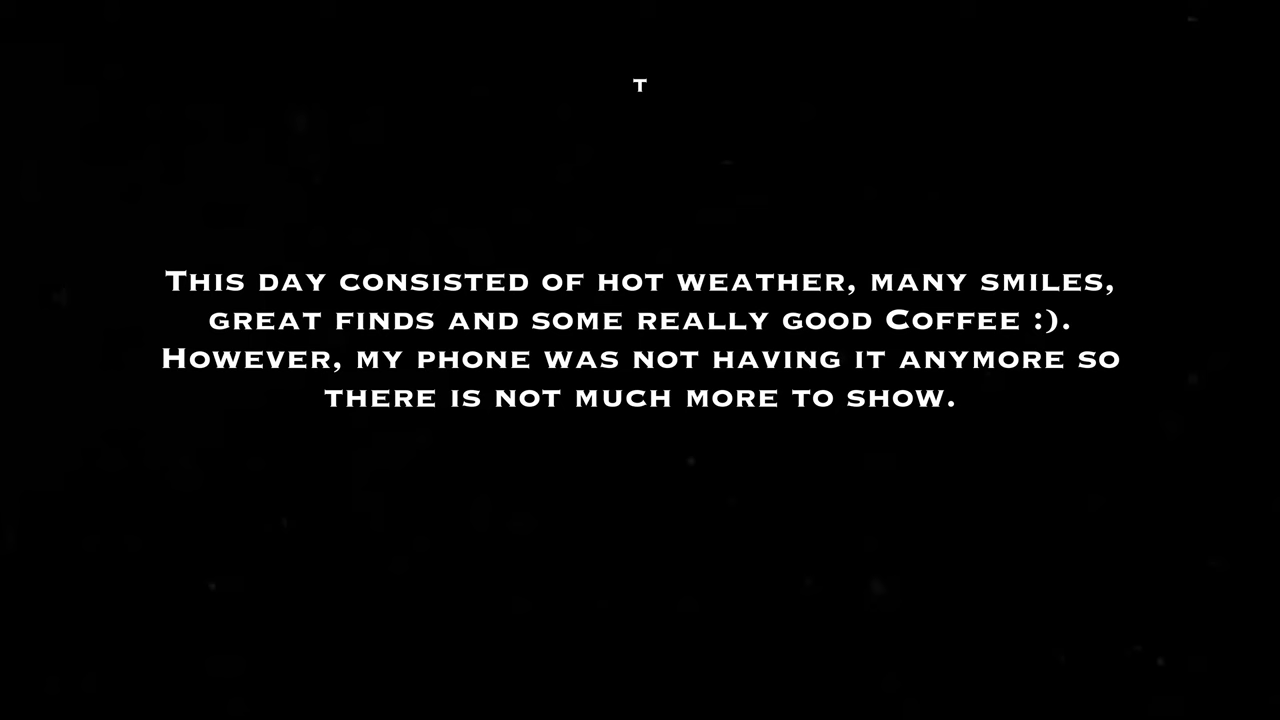 T
This day consisted of hot weather, many smiles,
great finds and some really good Coffee :).
However, my phone was not having it anymore so
there is not much more to show.